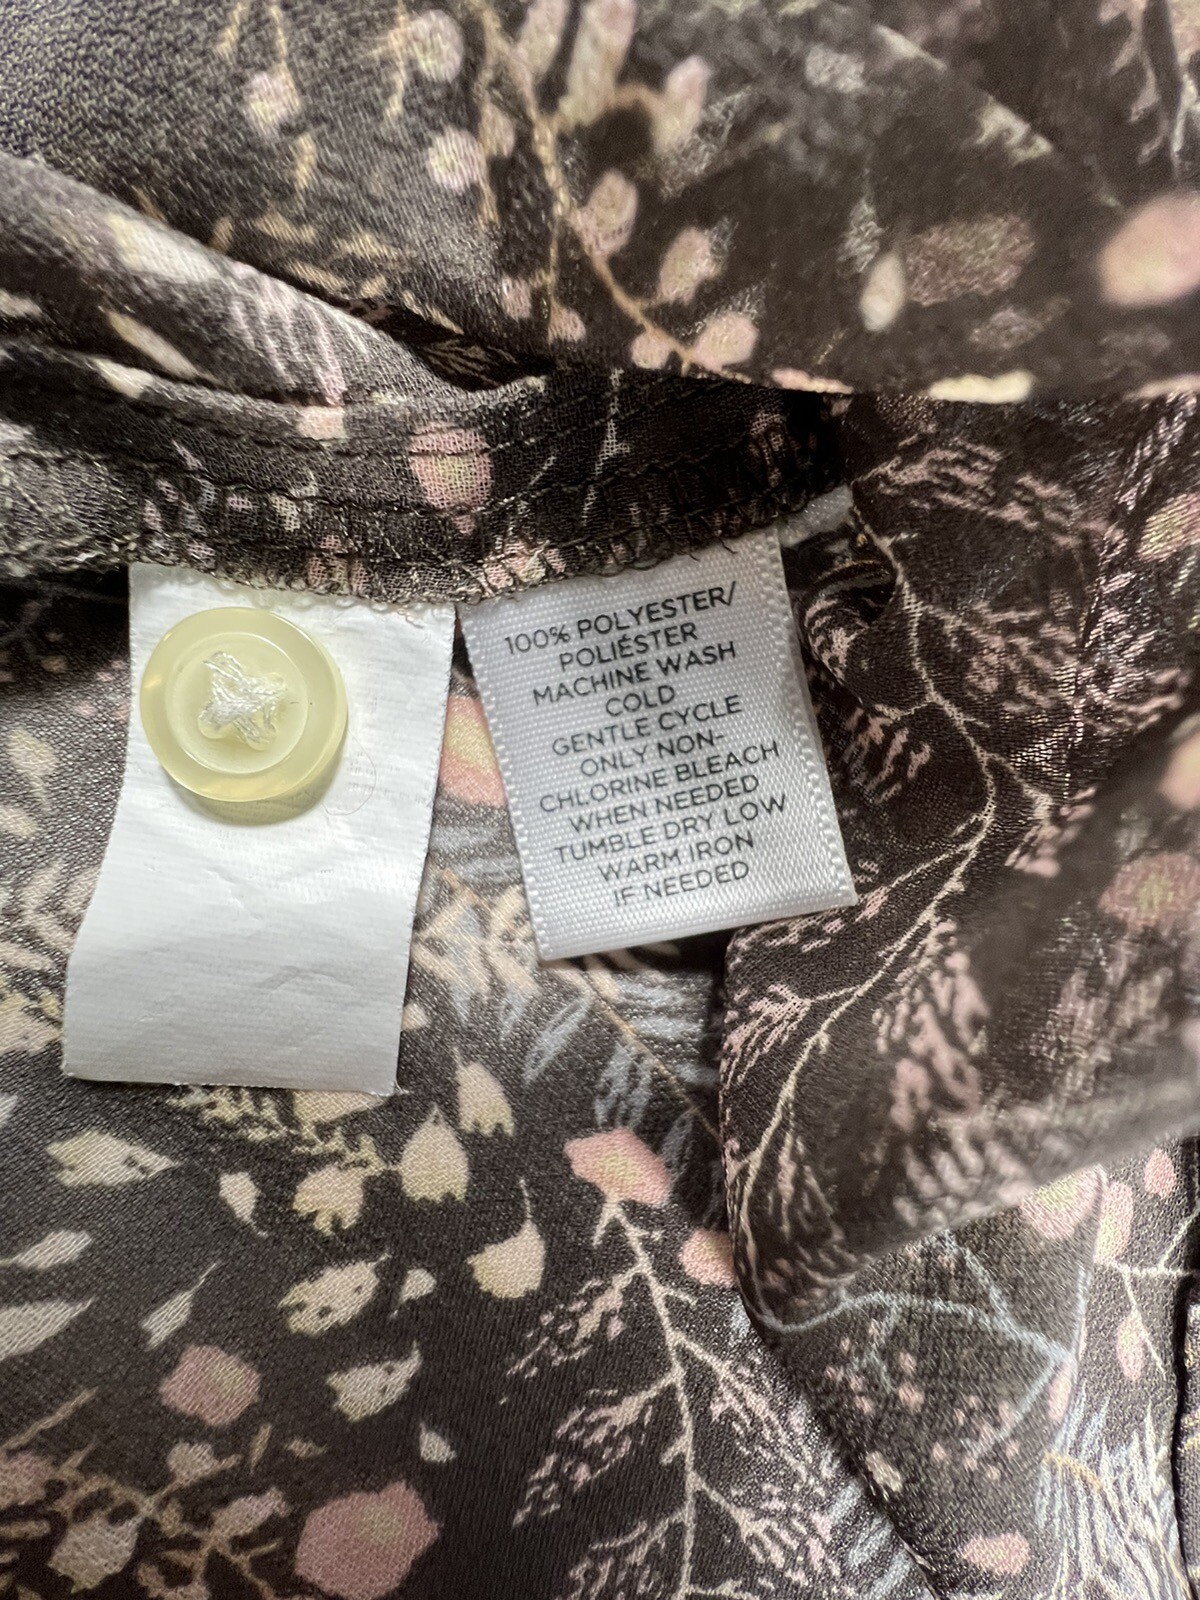 100% POLYESTER/
POLIÉSTER
MACHINE WASH
COLD
GENTLE CYCLE
ONLY NON-
CHLORINE BLEACH
WHEN NEEDED
TUMBLE DRY LOW
WARM IRON
IF NEEDED